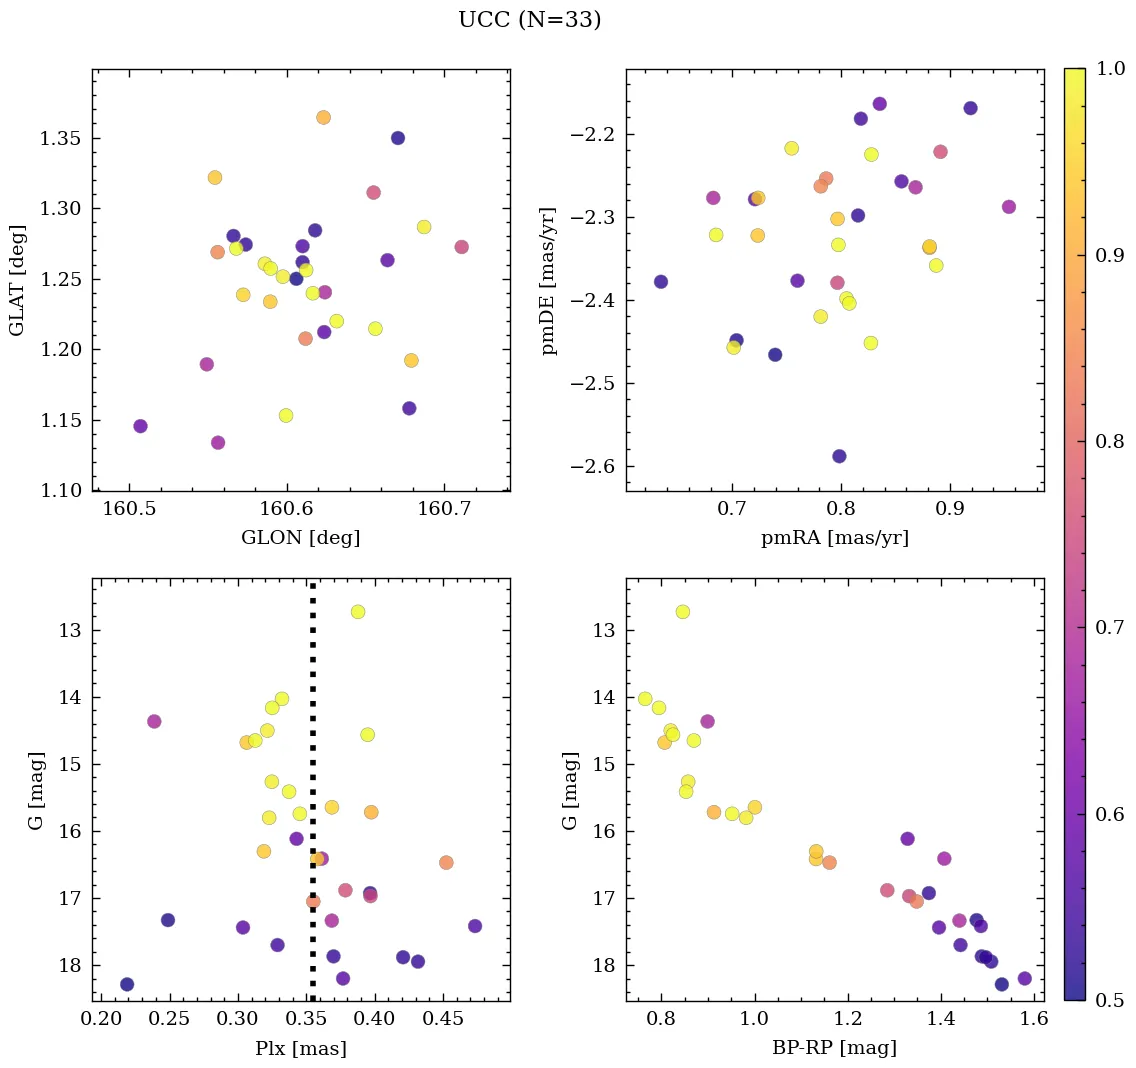 UCC (N=33)
1.35
1.30
1.25
1.20
1.15
1.10
GLAT [deg]
160.5 160.6 160.7
GLON [deg]
−2.2
−2.3
−2.4
−2.5
−2.6
pmDE [mas/yr]
0.7 0.8 0.9
pmRA [mas/yr]
1.0
0.9
0.8
0.7
0.6
0.5
13
14
15
16
17
18
G [mag]
0.20 0.25 0.30 0.35 0.40 0.45
Plx [mas]
13
14
15
16
17
18
G [mag]
0.8 1.0 1.2 1.4 1.6
BP-RP [mag]